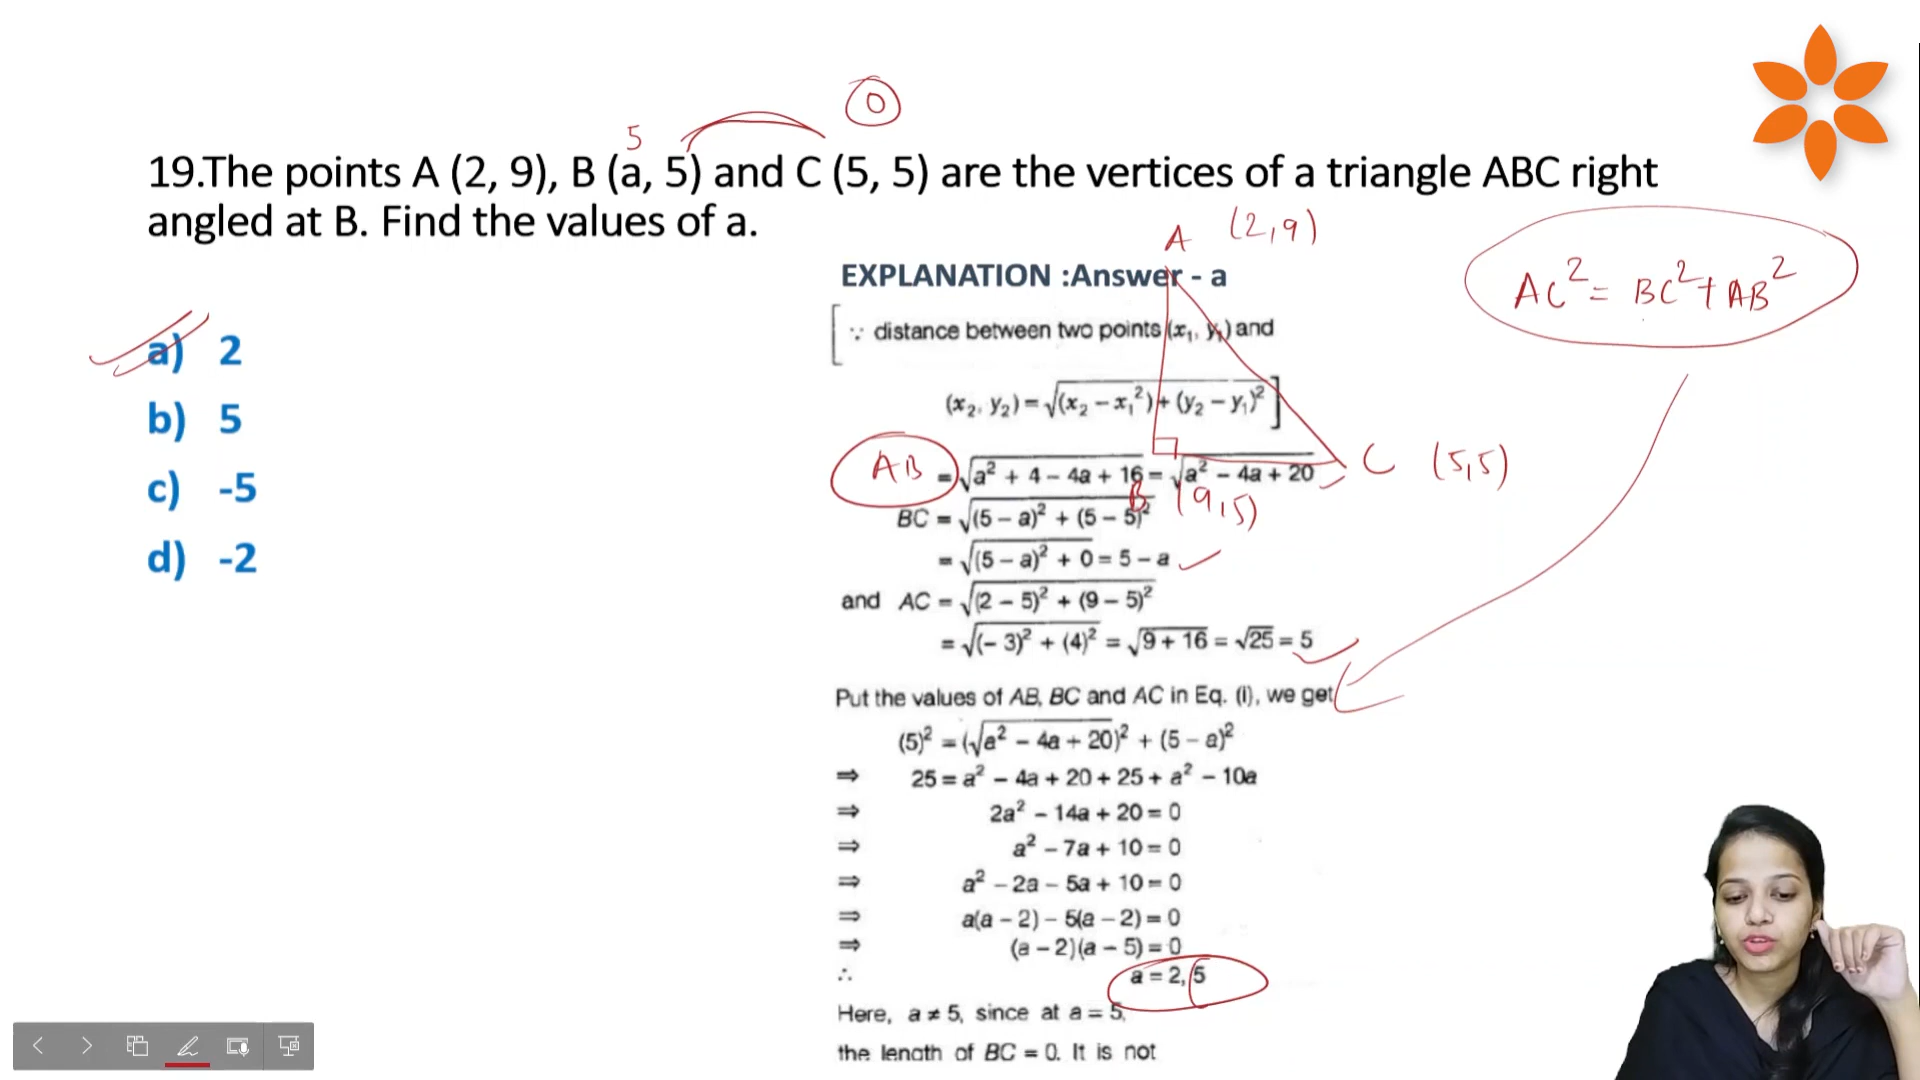 0
5
19.The points A (2, 9), B (a, 5) and C (5, 5) are the vertices of a triangle ABC right
angled at B. Find the values of a.
A (2,9)
AC² = BC² + AB²
EXPLANATION :Answer - a
a) 2
b) 5
c) -5
d) -2
[∵ distance between two points (x₁, y₁) and
(x₂, y₂) = √(x₂ − x₁²) + (y₂ − y₁)²]
AB = √a² + 4 − 4a + 16 = √a² − 4a + 20
C (5,5)
B (9,5)
BC = √(5 − a)² + (5 − 5)²
= √(5 − a)² + 0 = 5 − a
and AC = √(2 − 5)² + (9 − 5)²
= √(− 3)² + (4)² = √9 + 16 = √25 = 5
Put the values of AB, BC and AC in Eq. (i), we get
(5)² = (√a² − 4a + 20)² + (5 − a)²
⇒ 25 = a² − 4a + 20 + 25 + a² − 10a
⇒ 2a² − 14a + 20 = 0
⇒ a² − 7a + 10 = 0
⇒ a² − 2a − 5a + 10 = 0
⇒ a(a − 2) − 5(a − 2) = 0
⇒ (a − 2)(a − 5) = 0
∴ a = 2, 5
Here, a ≠ 5, since at a = 5,
the length of BC = 0. It is not